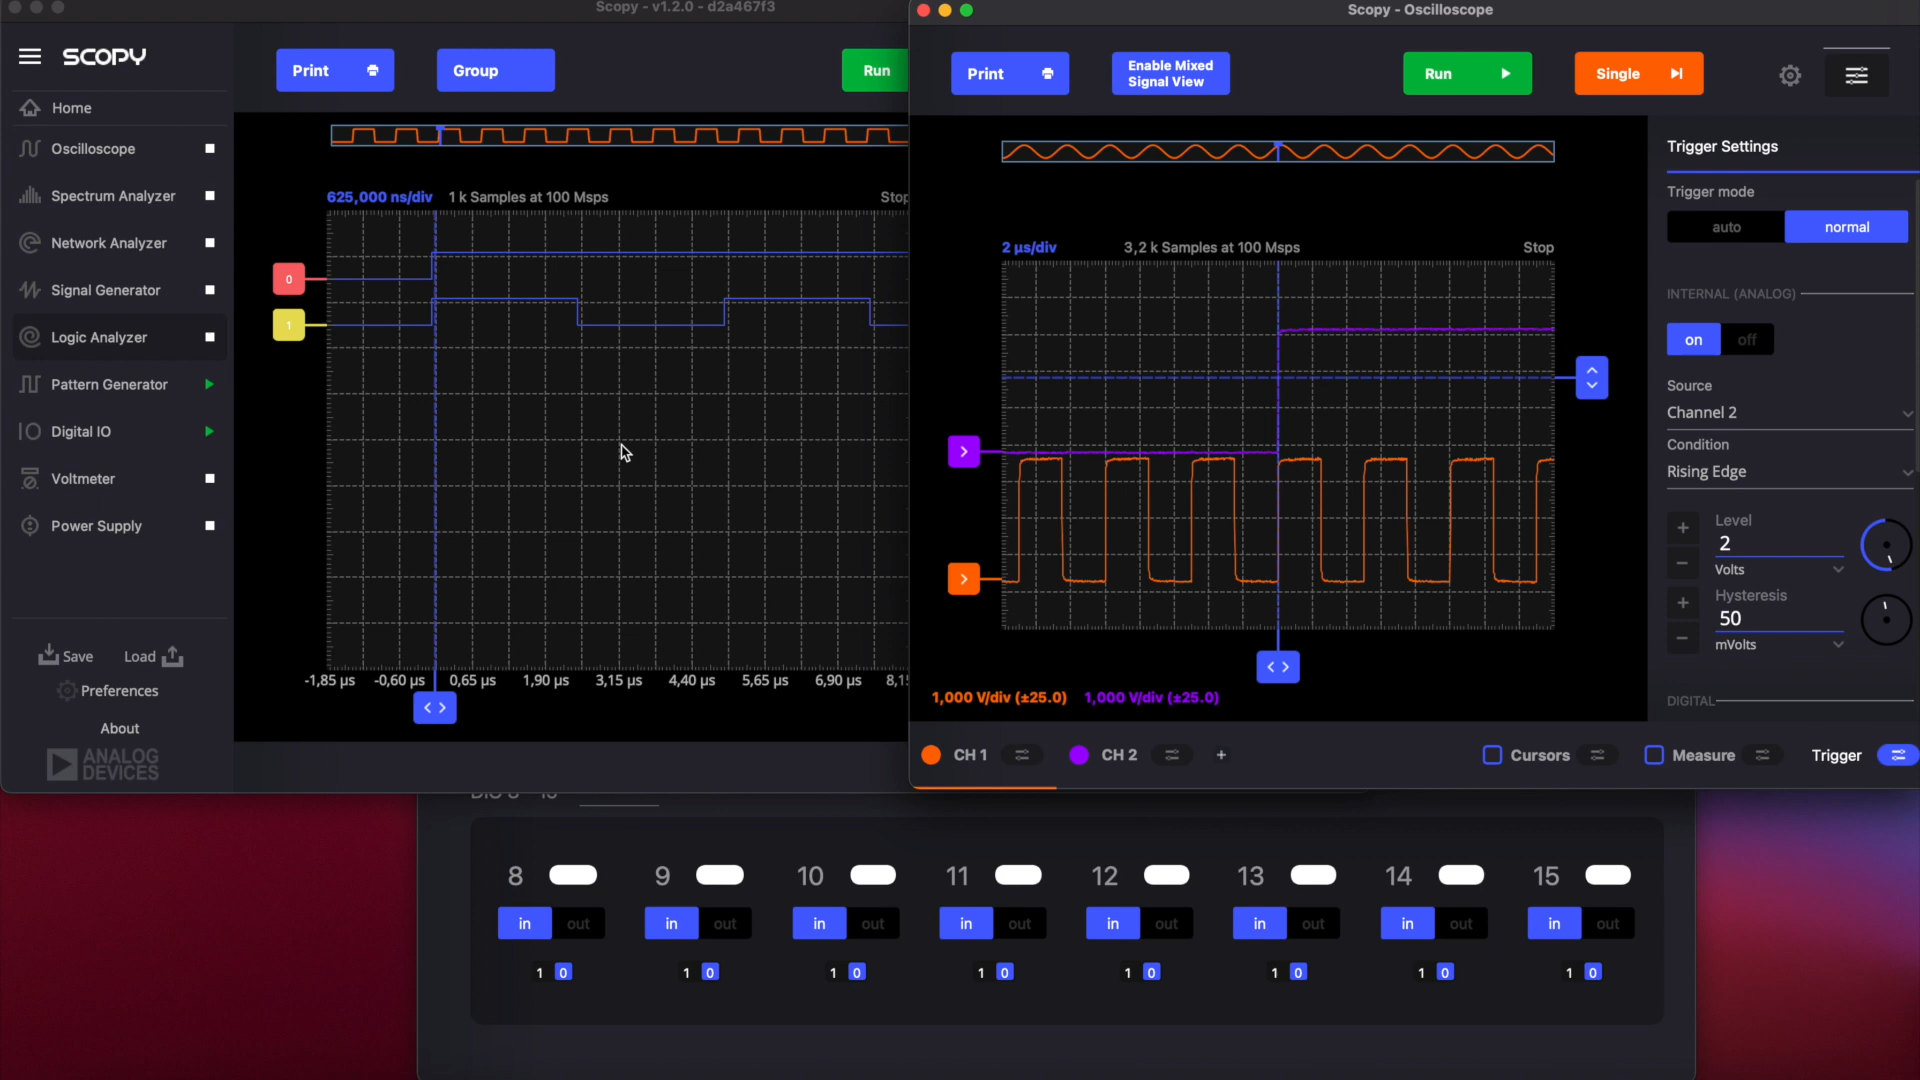 Scopy - v1.2.0 - d2a467f3
SCOPY
Print
Group
Run
Home
Oscilloscope
Spectrum Analyzer
Network Analyzer
Signal Generator
Logic Analyzer
Pattern Generator
Digital IO
Voltmeter
Power Supply
Save
Load
Preferences
About
ANALOG
DEVICES
625,000 ns/div
1 k Samples at 100 Msps
Stop
0
1
-1,85 µs
-0,60 µs
0,65 µs
1,90 µs
3,15 µs
4,40 µs
5,65 µs
6,90 µs
8,15
Scopy - Oscilloscope
Print
Enable Mixed
Signal View
Run
Single
2 µs/div
3,2 k Samples at 100 Msps
Stop
1,000 V/div (±25.0)
1,000 V/div (±25.0)
CH 1
CH 2
+
Cursors
Measure
Trigger
Trigger Settings
Trigger mode
auto
normal
INTERNAL (ANALOG)
on
off
Source
Channel 2
Condition
Rising Edge
+
Level
2
−
Volts
+
Hysteresis
50
−
mVolts
DIGITAL
8
9
10
11
12
13
14
15
in out
in out
in out
in out
in out
in out
in out
in out
1 0
1 0
1 0
1 0
1 0
1 0
1 0
1 0